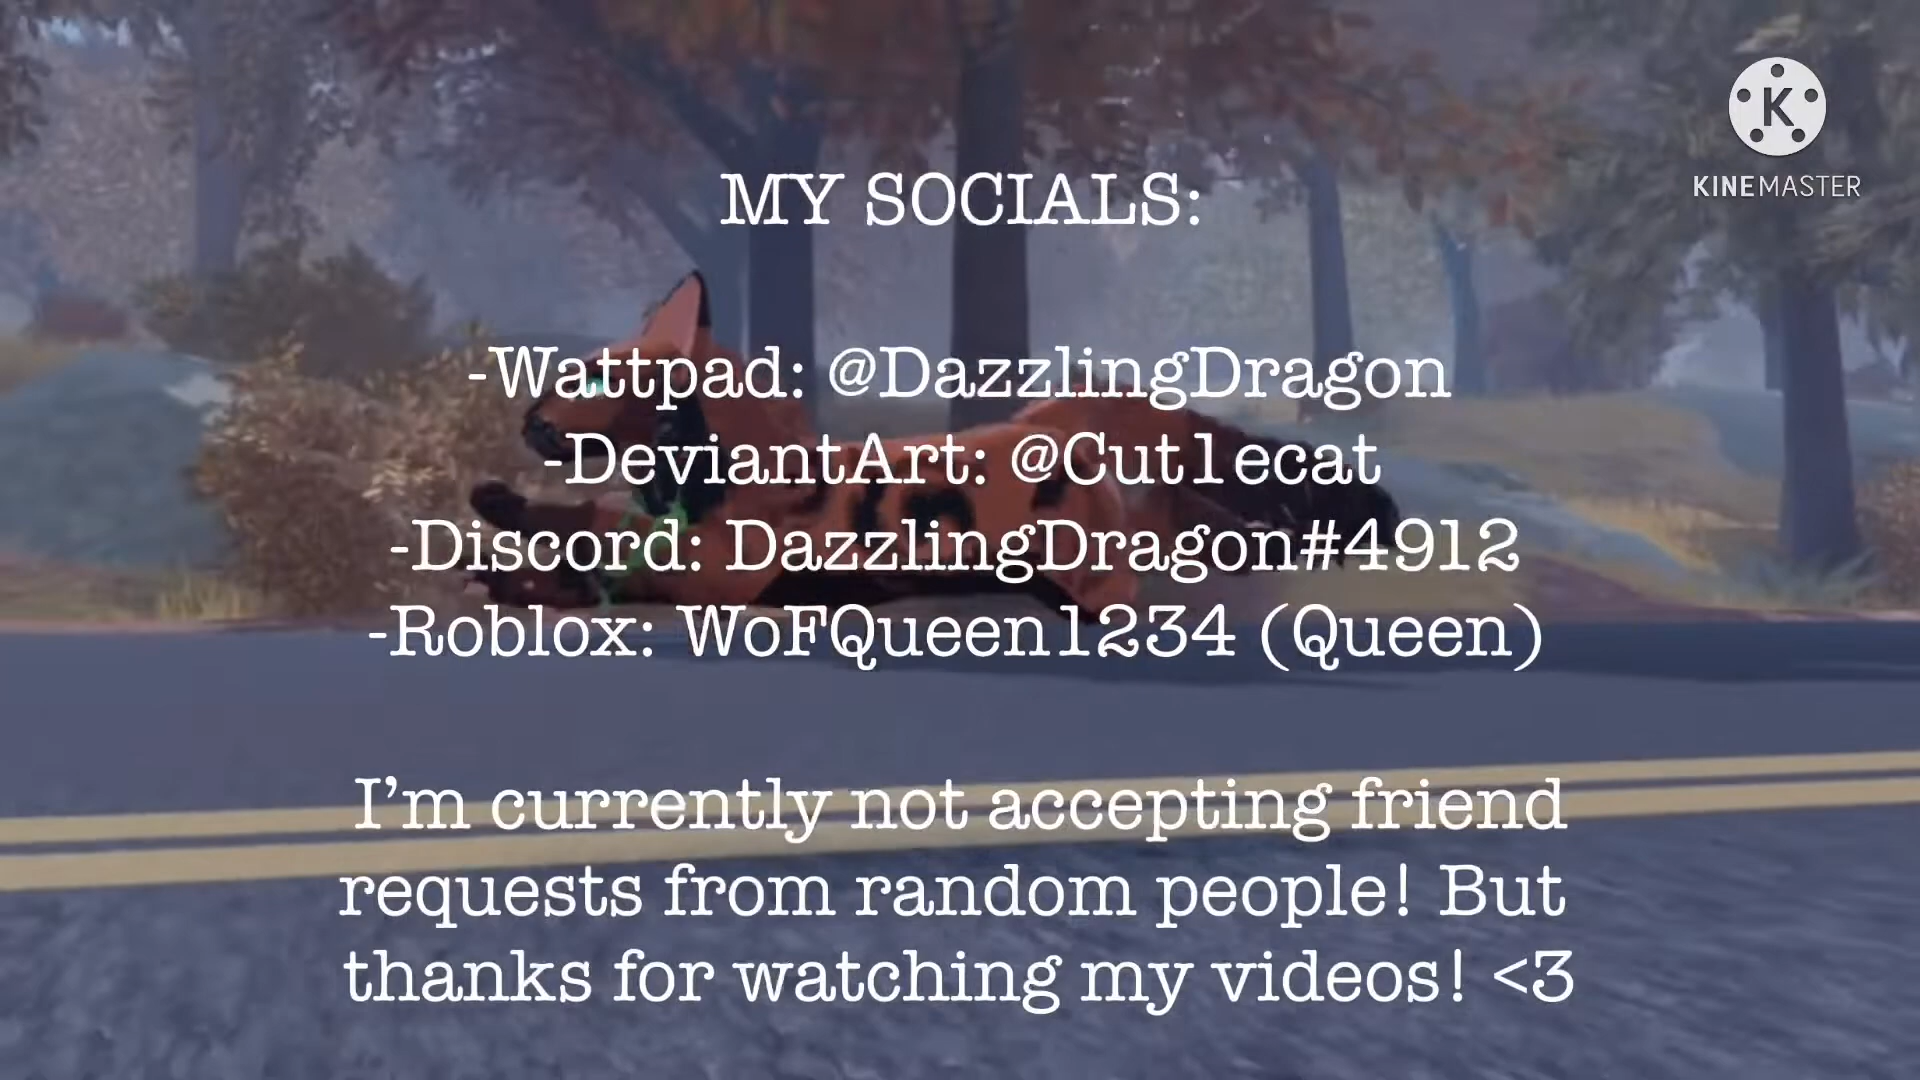 K
KINEMASTER
MY SOCIALS:
-Wattpad: @DazzlingDragon
-DeviantArt: @Cut1ecat
-Discord: DazzlingDragon#4912
-Roblox: WoFQueen1234 (Queen)
I'm currently not accepting friend
requests from random people! But
thanks for watching my videos! <3